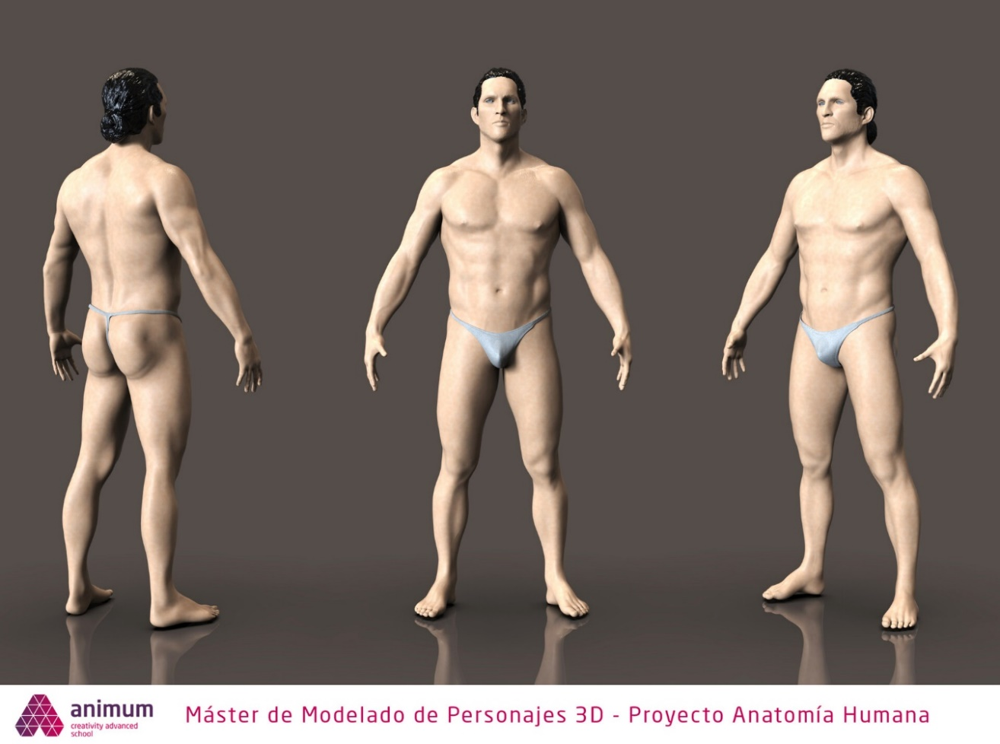 animum
creativity advanced
school
Máster de Modelado de Personajes 3D - Proyecto Anatomía Humana